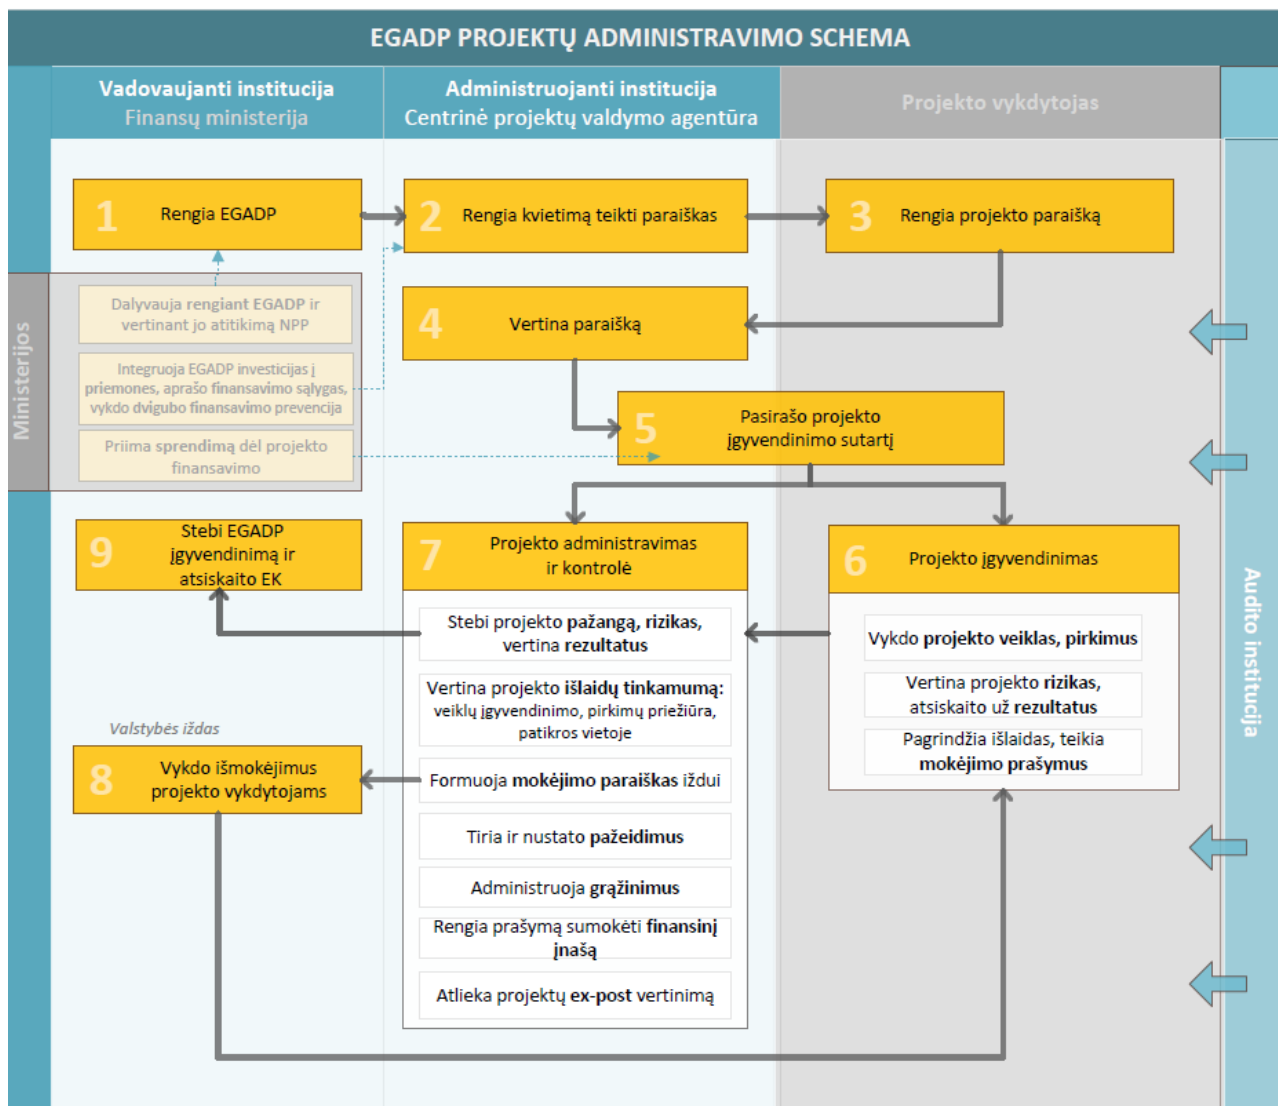 EGADP PROJEKTŲ ADMINISTRAVIMO SCHEMA
Vadovaujanti institucija
Finansų ministerija
Administruojanti institucija
Centrinė projektų valdymo agentūra
Projekto vykdytojas
1
Rengia EGADP
2
Rengia kvietimą teikti paraiškas
3
Rengia projekto paraišką
Ministerijos
Dalyvauja rengiant EGADP ir
vertinant jo atitikimą NPP
Integruoja EGADP investicijas į
priemones, aprašo finansavimo sąlygas,
vykdo dvigubo finansavimo prevencija
Priima sprendimą dėl projekto
finansavimo
4
Vertina paraišką
5
Pasirašo projekto
įgyvendinimo sutartį
9
Stebi EGADP
įgyvendinimą ir
atsiskaito EK
7
Projekto administravimas
ir kontrolė
6
Projekto įgyvendinimas
Stebi projekto pažangą, rizikas,
vertina rezultatus
Vertina projekto išlaidų tinkamumą:
veiklų įgyvendinimo, pirkimų priežiūra,
patikros vietoje
Formuoja mokėjimo paraiškas iždui
Tiria ir nustato pažeidimus
Administruoja grąžinimus
Rengia prašymą sumokėti finansinį
įnašą
Atlieka projektų ex-post vertinimą
Vykdo projekto veiklas, pirkimus
Vertina projekto rizikas,
atsiskaito už rezultatus
Pagrindžia išlaidas, teikia
mokėjimo prašymus
Valstybės iždas
8
Vykdo išmokėjimus
projekto vykdytojams
Audito institucija